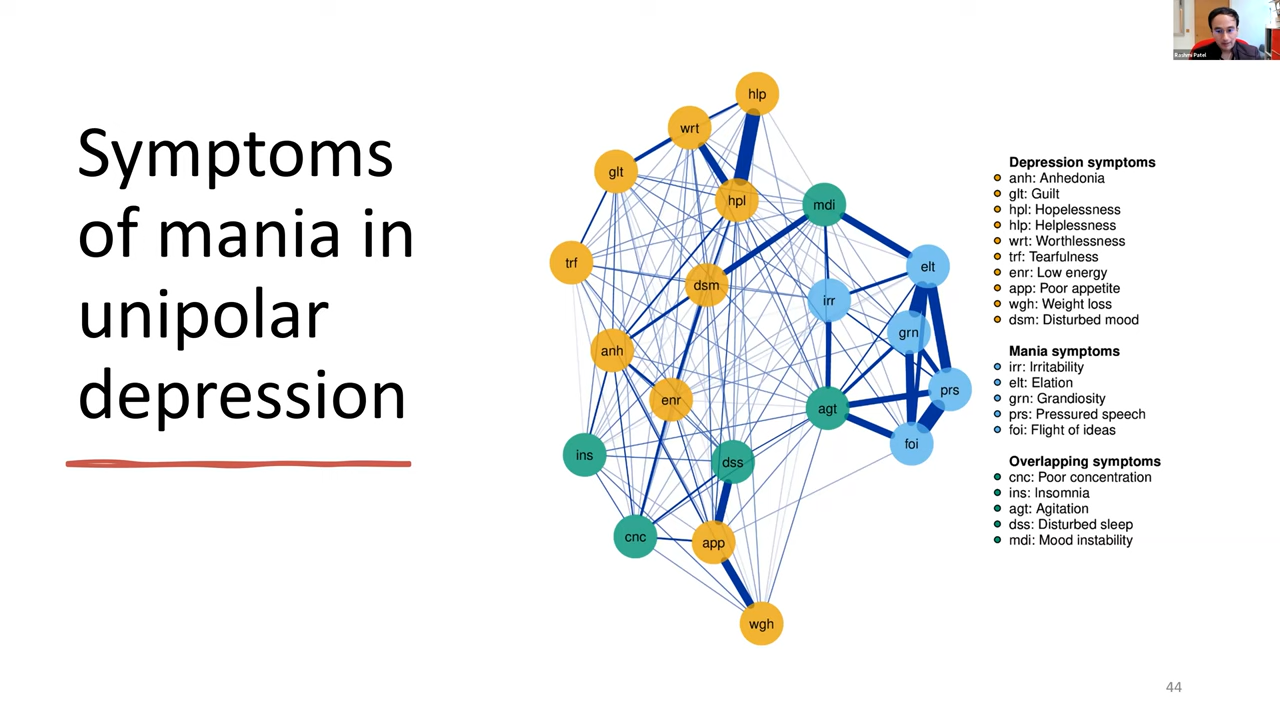 Rashmi Patel
Symptoms
of mania in
unipolar
depression
hlp
wrt
glt
hpl
mdi
trf
elt
dsm
irr
grn
anh
prs
enr
agt
foi
ins
dss
cnc
app
wgh
Depression symptoms
anh: Anhedonia
glt: Guilt
hpl: Hopelessness
hlp: Helplessness
wrt: Worthlessness
trf: Tearfulness
enr: Low energy
app: Poor appetite
wgh: Weight loss
dsm: Disturbed mood
Mania symptoms
irr: Irritability
elt: Elation
grn: Grandiosity
prs: Pressured speech
foi: Flight of ideas
Overlapping symptoms
cnc: Poor concentration
ins: Insomnia
agt: Agitation
dss: Disturbed sleep
mdi: Mood instability
44